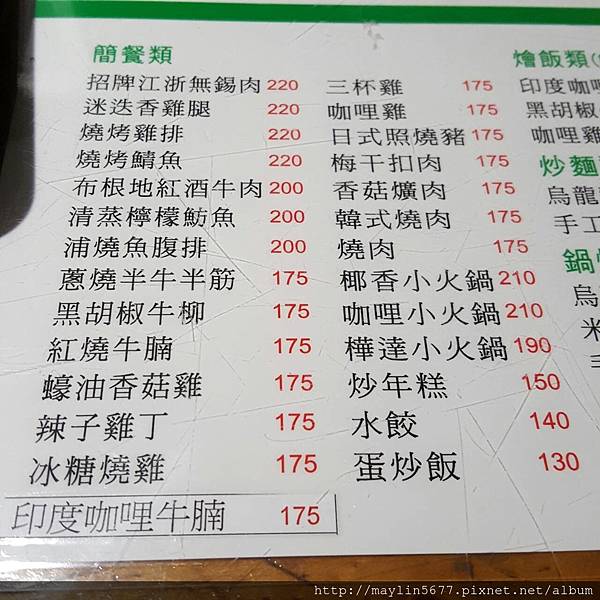 簡餐類
招牌江浙無錫肉 220
迷迭香雞腿 220
燒烤雞排 220
燒烤鯖魚 220
布根地紅酒牛肉 200
清蒸檸檬魴魚 200
浦燒魚腹排 200
蔥燒半牛半筋 175
黑胡椒牛柳 175
紅燒牛腩 175
蠔油香菇雞 175
辣子雞丁 175
冰糖燒雞 175
印度咖哩牛腩 175
三杯雞 175
咖哩雞 175
日式照燒豬 175
梅干扣肉 175
香菇爌肉 175
韓式燒肉 175
燒肉 175
椰香小火鍋 210
咖哩小火鍋 210
樺達小火鍋 190
炒年糕 150
水餃 140
蛋炒飯 130
燴飯類(
印度咖哩
黑胡椒
咖哩雞
炒麵
烏龍
手工
鍋
烏
米
http://maylin5677.pixnet.net/album